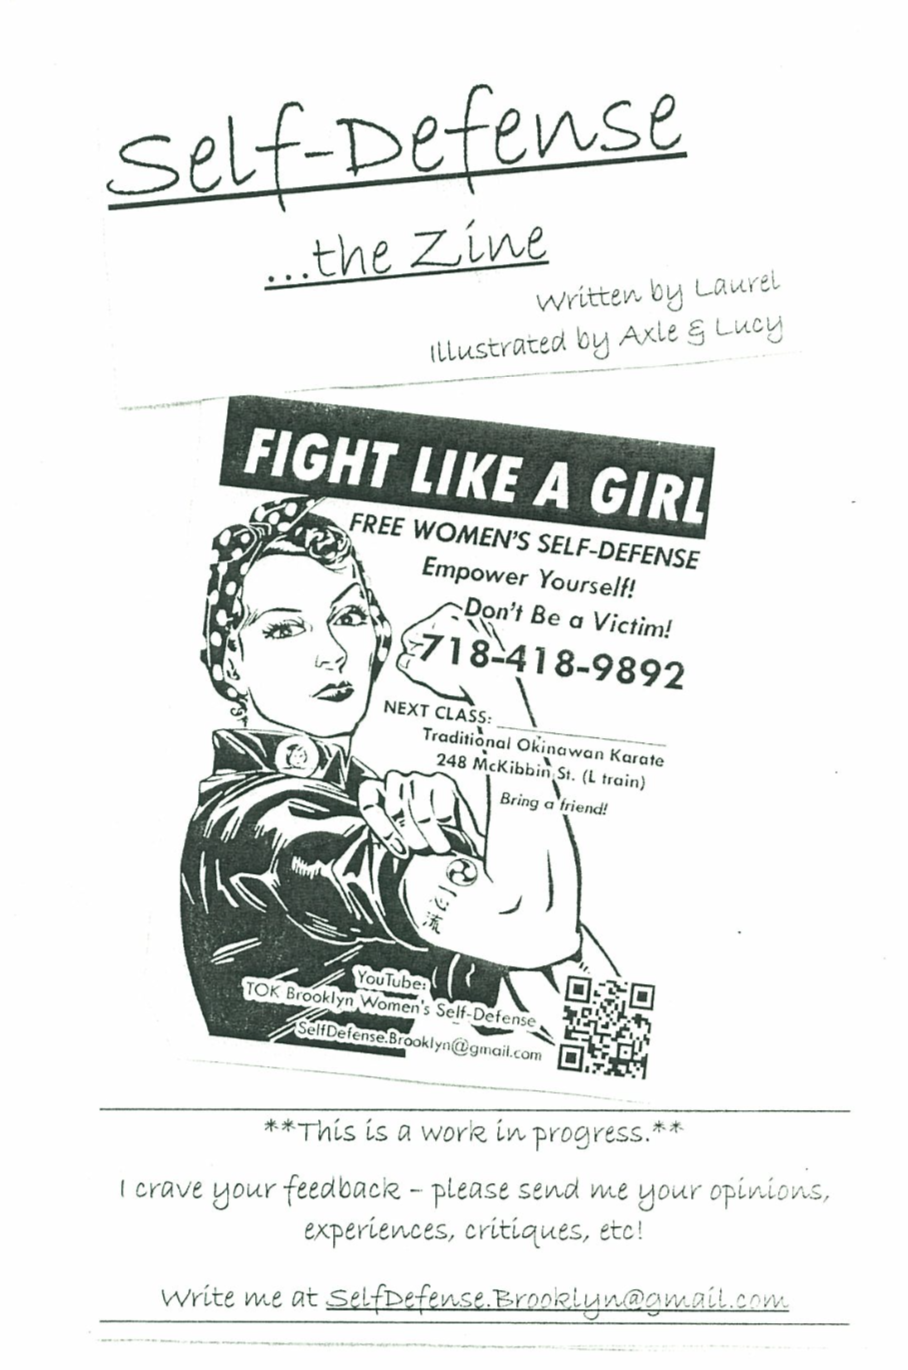 Self-Defense
...the Zine
Written by Laurel
Illustrated by Axle & Lucy
FIGHT LIKE A GIRL
FREE WOMEN'S SELF-DEFENSE
Empower Yourself!
Don't Be a Victim!
718-418-9892
NEXT CLASS:
Traditional Okinawan Karate
248 McKibbin St. (L train)
Bring a friend!
一心流
YouTube:
TOK Brooklyn Women's Self-Defense
SelfDefense.Brooklyn@gmail.com
**This is a work in progress.**
I crave your feedback – please send me your opinions,
experiences, critiques, etc!
Write me at SelfDefense.Brooklyn@gmail.com